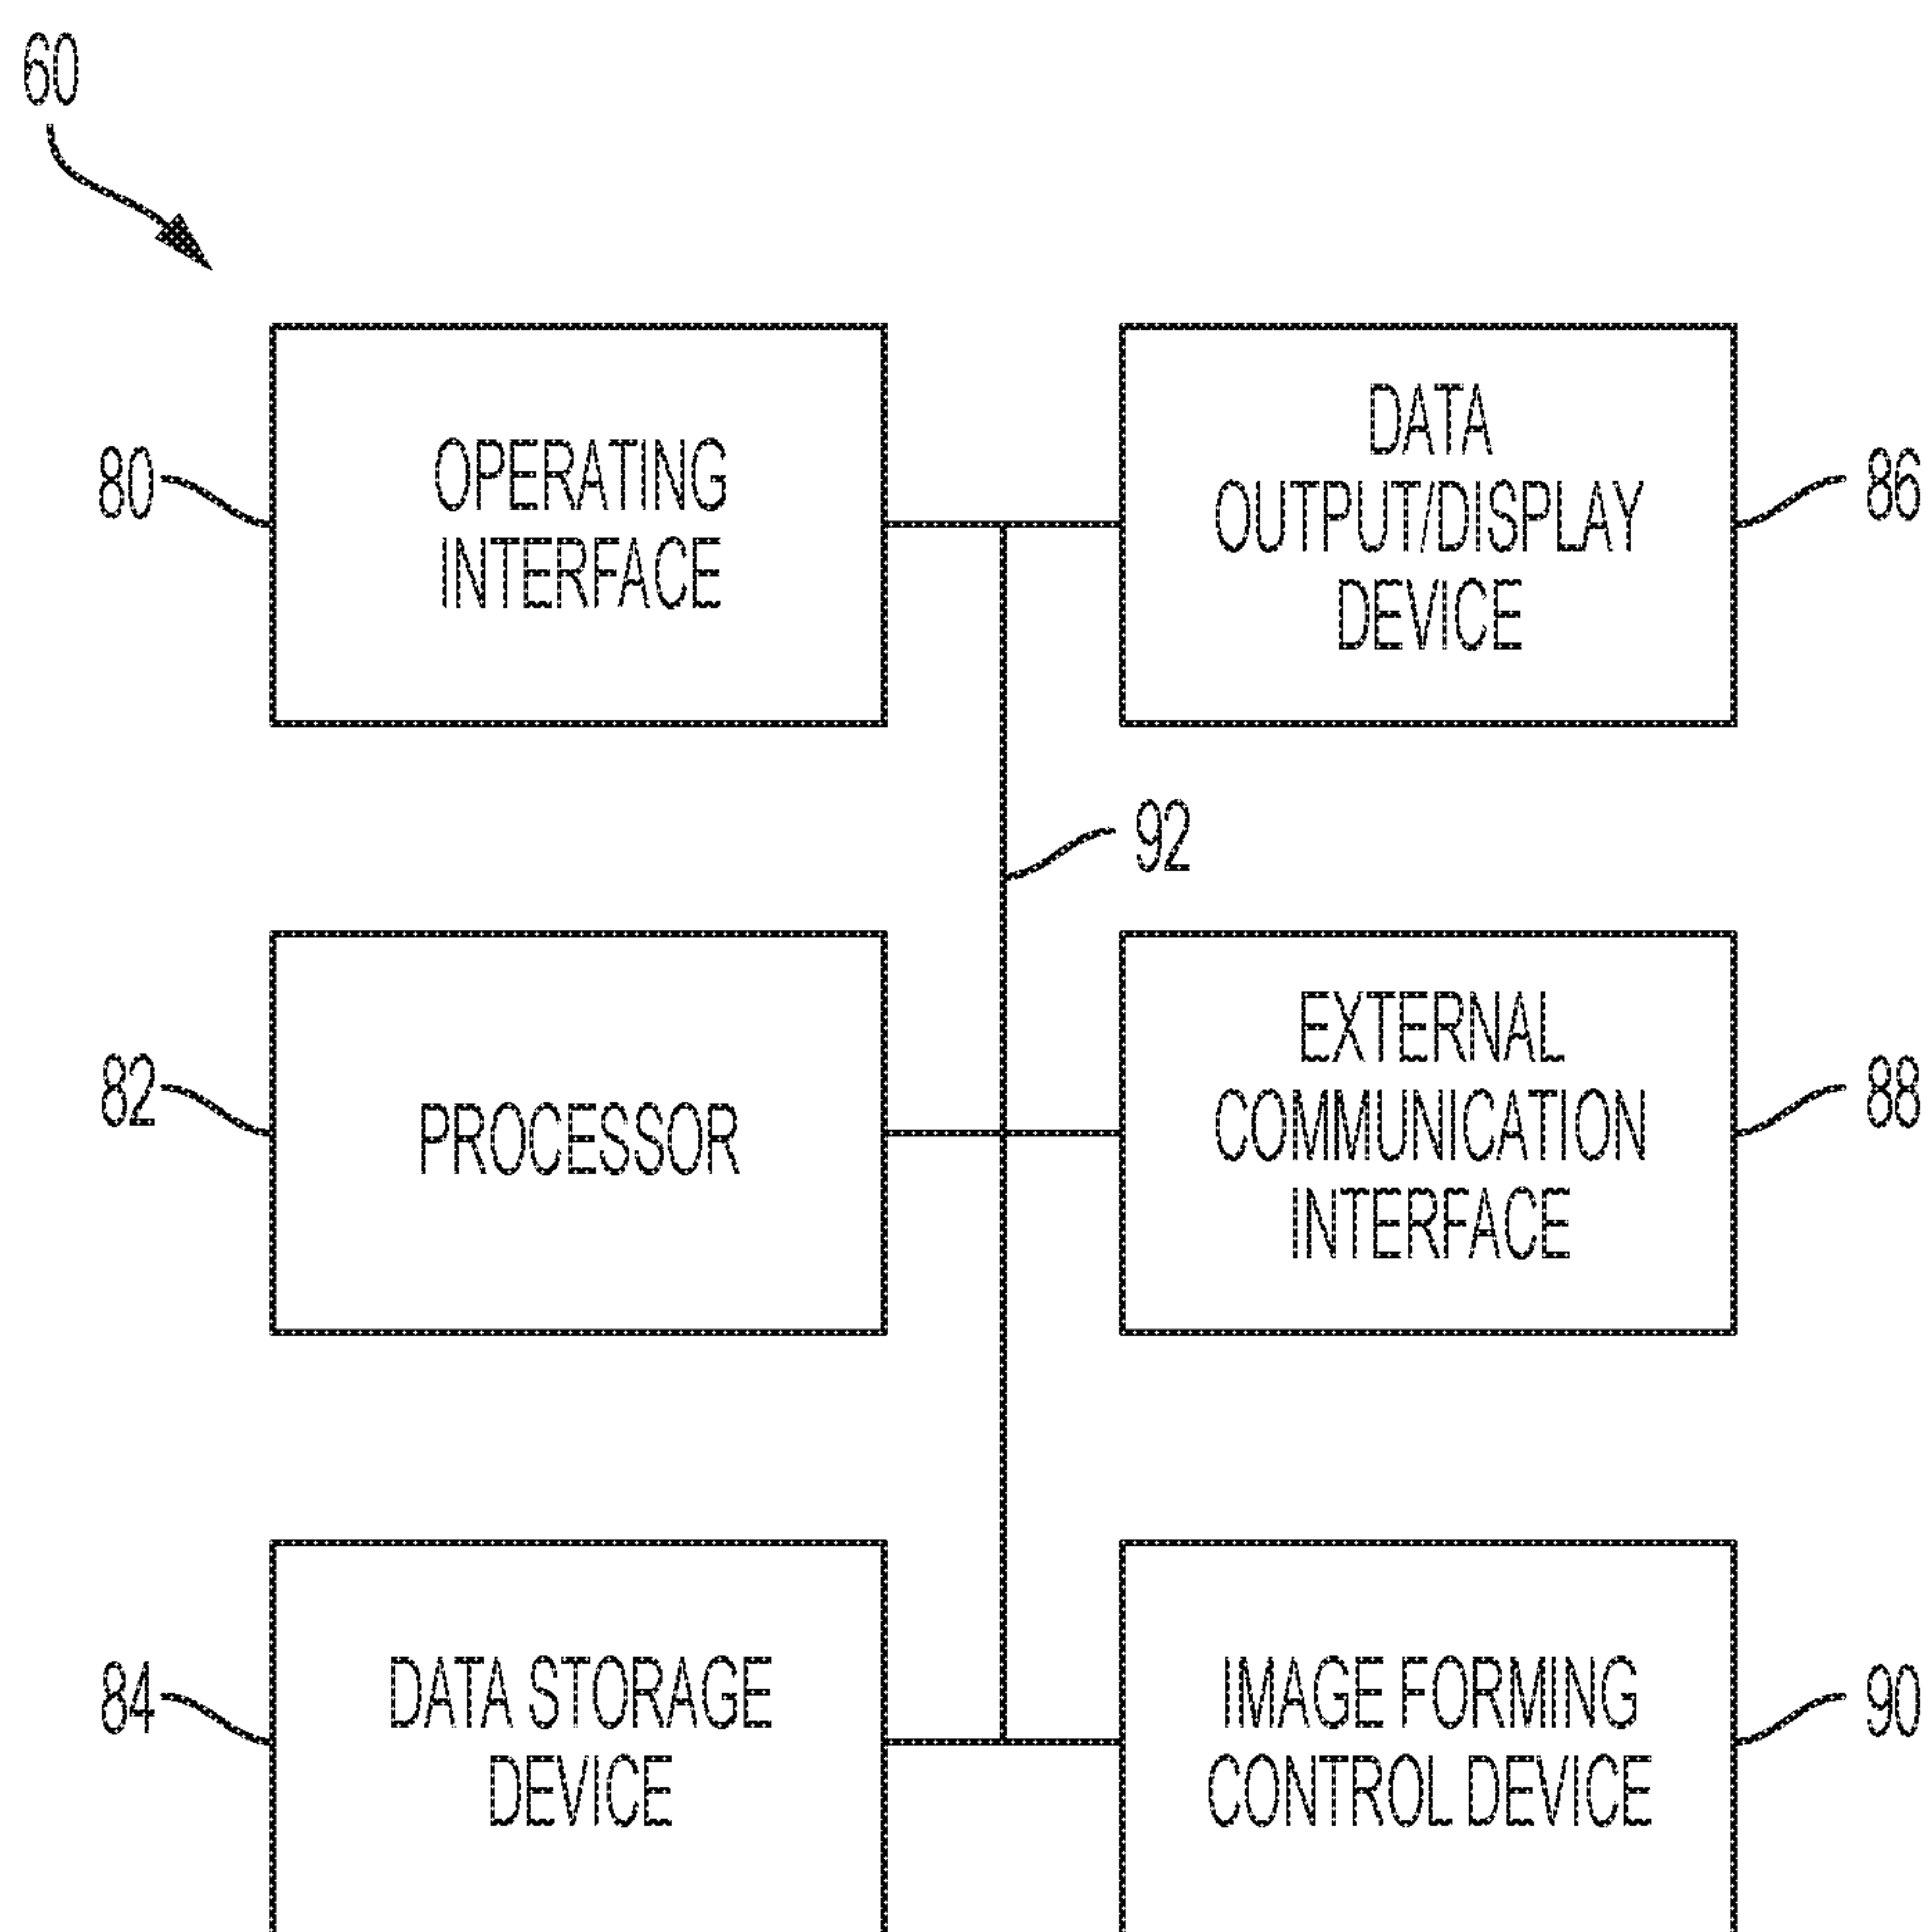 60
80
OPERATING
INTERFACE
DATA
OUTPUT/DISPLAY
DEVICE
86
92
82
PROCESSOR
EXTERNAL
COMMUNICATION
INTERFACE
88
84
DATA STORAGE
DEVICE
IMAGE FORMING
CONTROL DEVICE
90